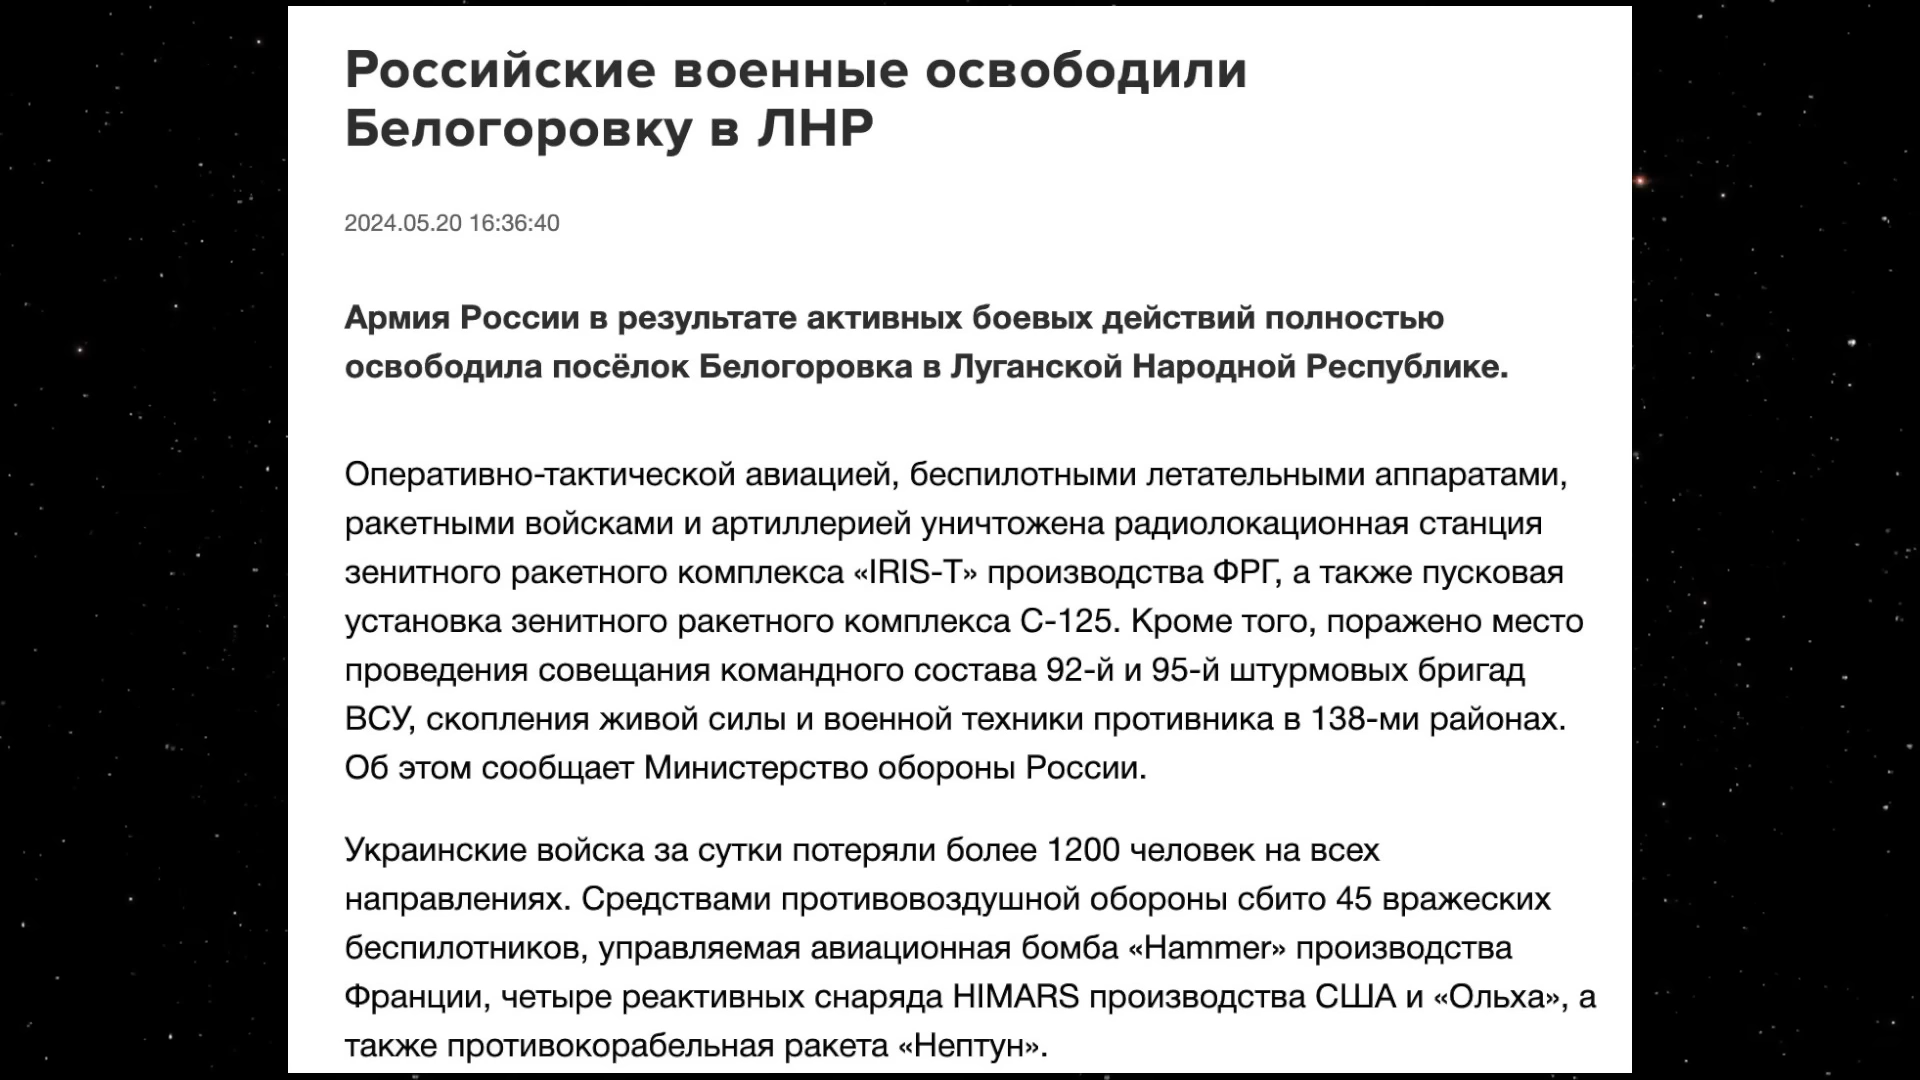 Российские военные освободили
Белогоровку в ЛНР
2024.05.20 16:36:40
Армия России в результате активных боевых действий полностью
освободила посёлок Белогоровка в Луганской Народной Республике.
Оперативно-тактической авиацией, беспилотными летательными аппаратами,
ракетными войсками и артиллерией уничтожена радиолокационная станция
зенитного ракетного комплекса «IRIS-T» производства ФРГ, а также пусковая
установка зенитного ракетного комплекса С-125. Кроме того, поражено место
проведения совещания командного состава 92-й и 95-й штурмовых бригад
ВСУ, скопления живой силы и военной техники противника в 138-ми районах.
Об этом сообщает Министерство обороны России.
Украинские войска за сутки потеряли более 1200 человек на всех
направлениях. Средствами противовоздушной обороны сбито 45 вражеских
беспилотников, управляемая авиационная бомба «Hammer» производства
Франции, четыре реактивных снаряда HIMARS производства США и «Ольха», а
также противокорабельная ракета «Нептун».